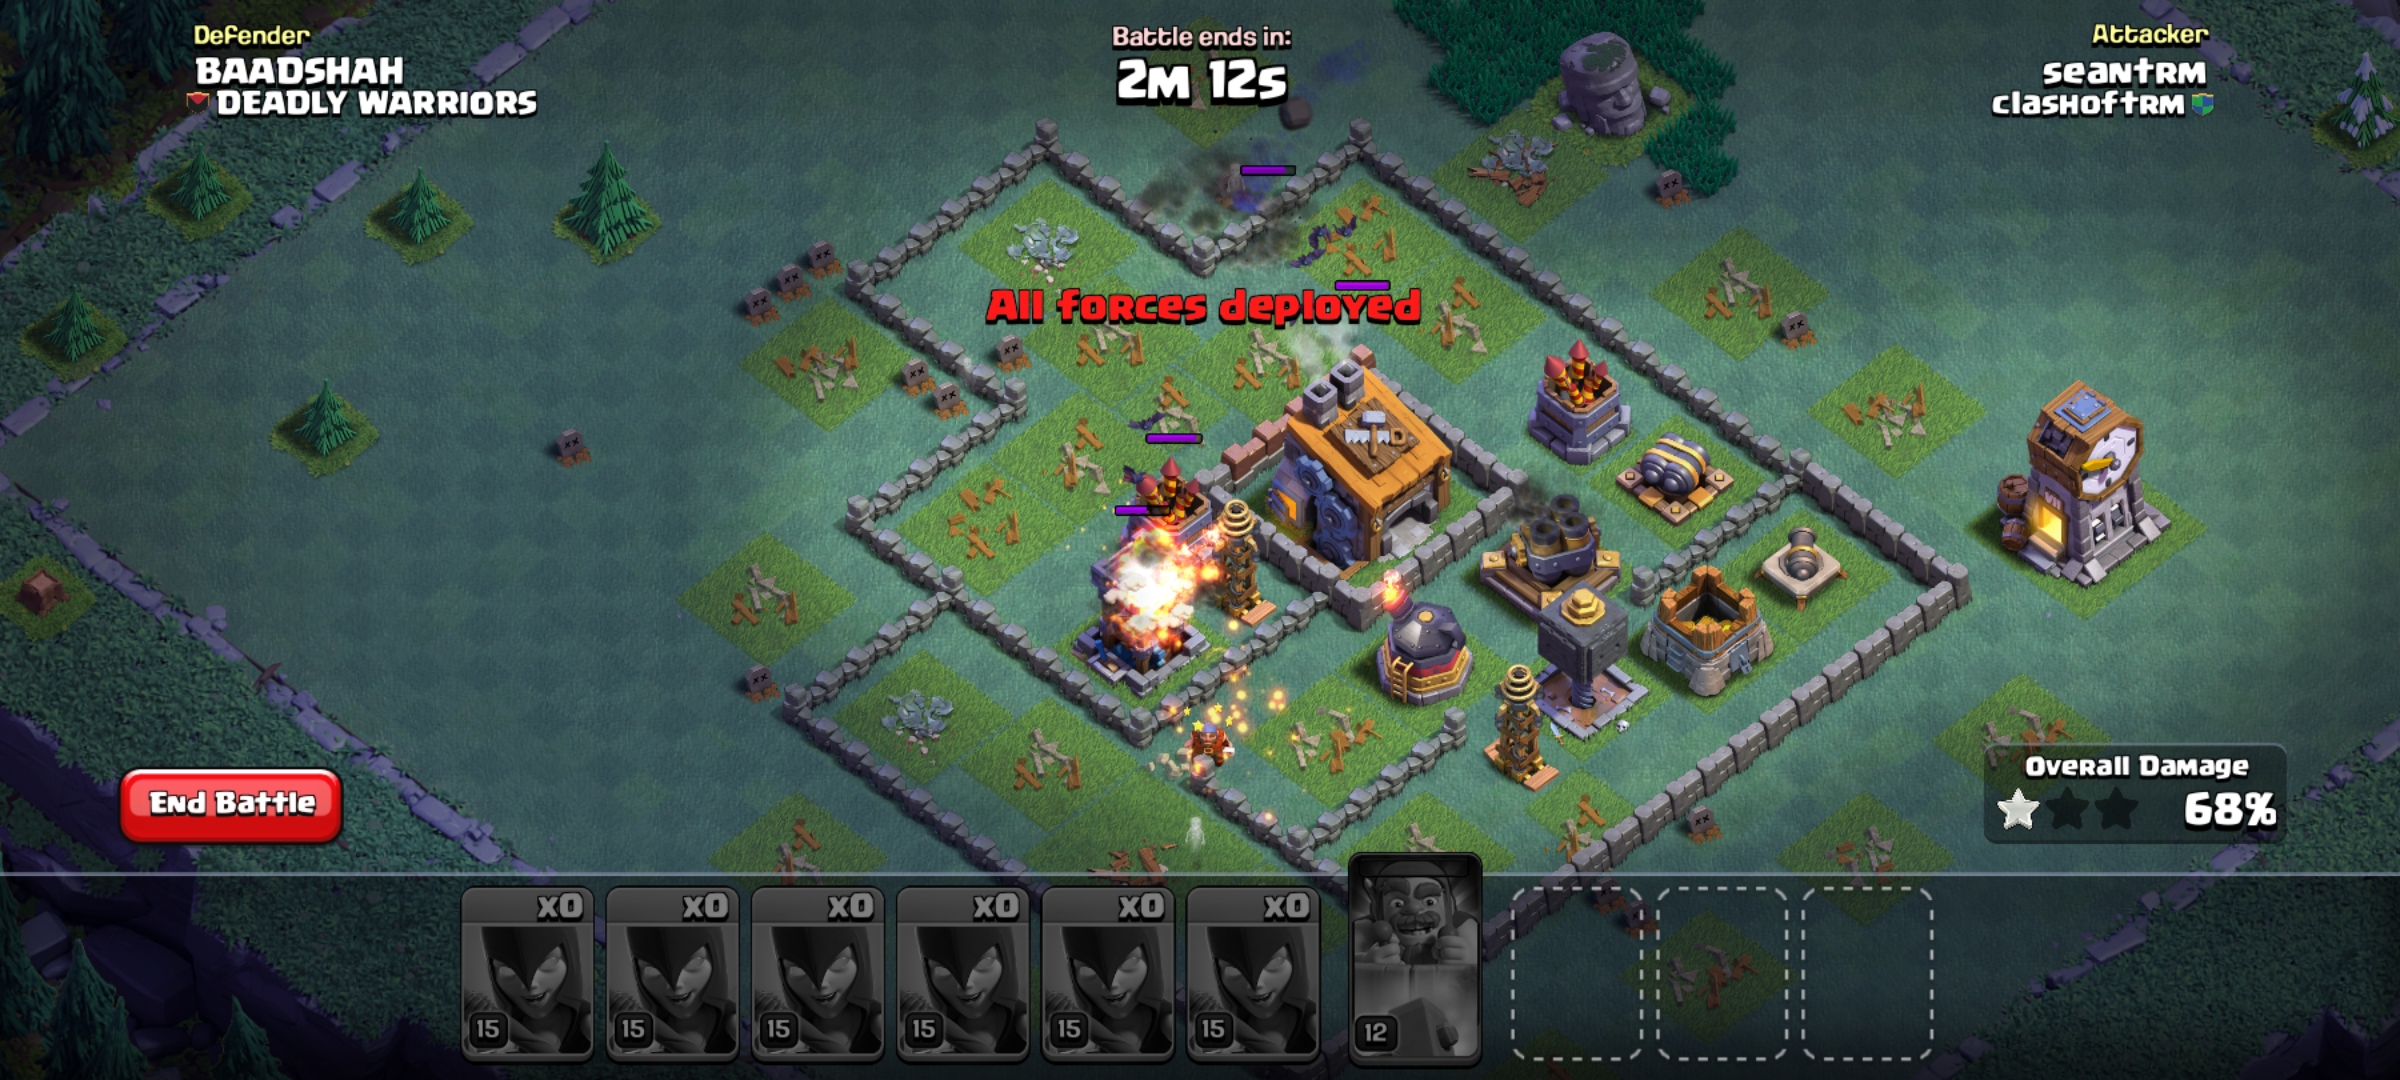 Defender
BAADSHAH
DEADLY WARRIORS
Battle ends in:
2M 12s
Attacker
seantRM
clashoftRM
All forces deployed
End Battle
Overall Damage
68%
x0
x0
x0
x0
x0
x0
15
15
15
15
15
15
12